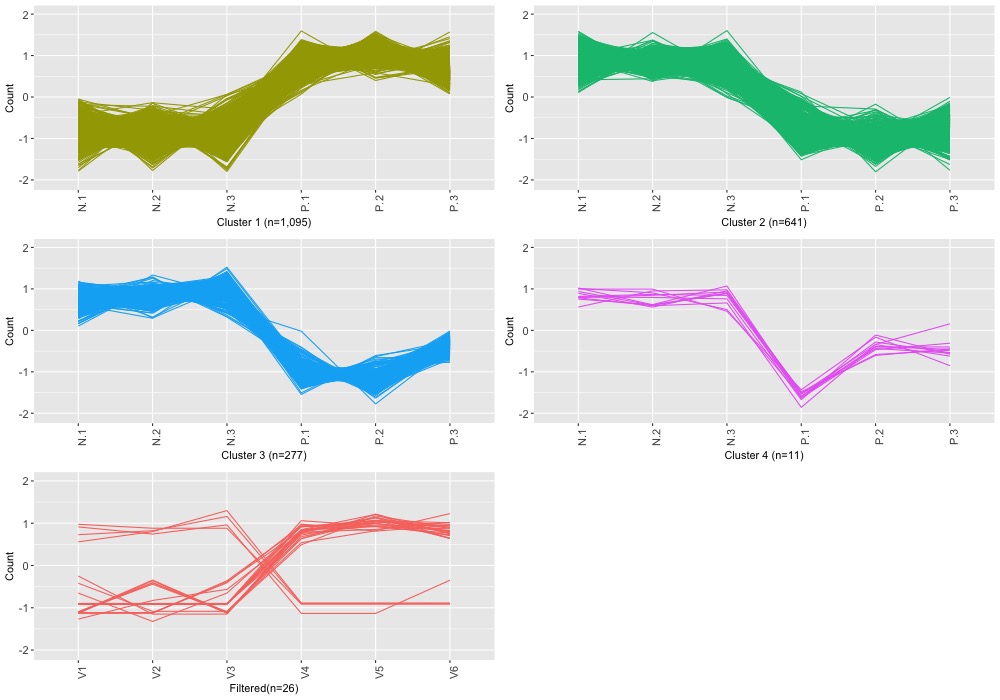 2
1
0
-1
-2
Count
N.1
N.2
N.3
P.1
P.2
P.3
Cluster 1 (n=1,095)
2
1
0
-1
-2
Count
N.1
N.2
N.3
P.1
P.2
P.3
Cluster 2 (n=641)
2
1
0
-1
-2
Count
N.1
N.2
N.3
P.1
P.2
P.3
Cluster 3 (n=277)
2
1
0
-1
-2
Count
N.1
N.2
N.3
P.1
P.2
P.3
Cluster 4 (n=11)
2
1
0
-1
-2
Count
V1
V2
V3
V4
V5
V6
Filtered(n=26)